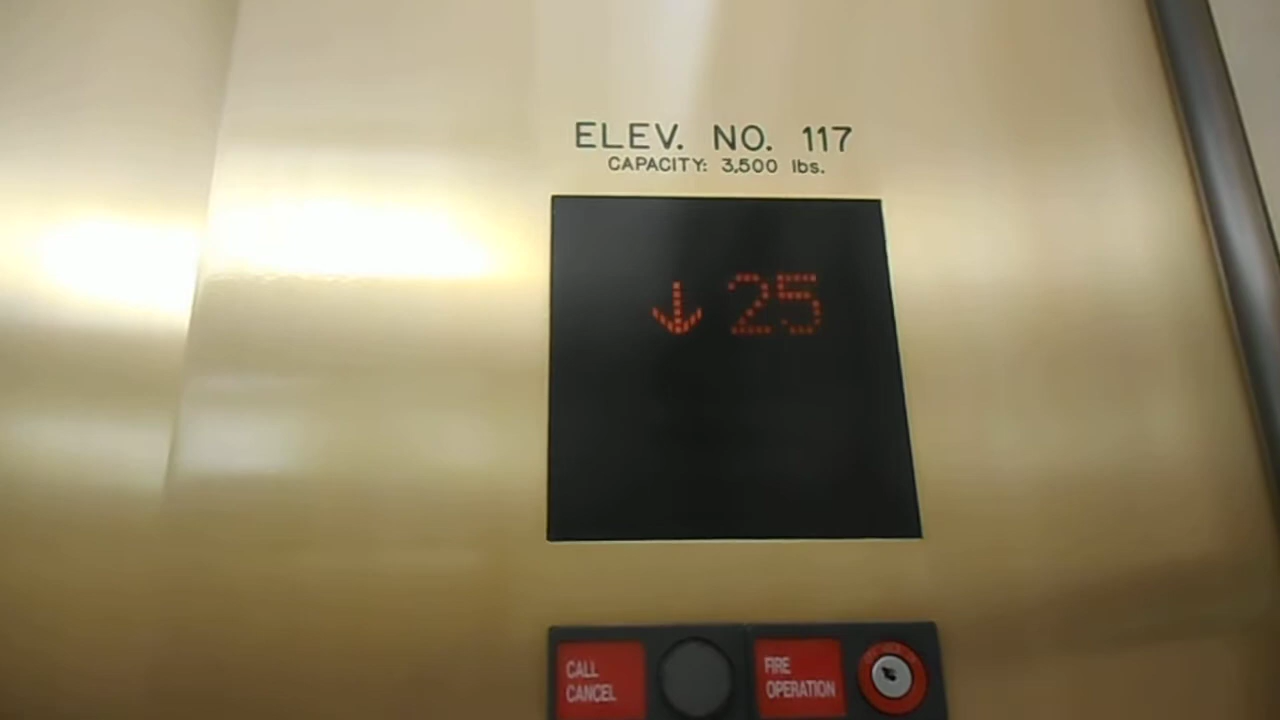 ELEV. NO. 117
CAPACITY: 3,500 lbs.
↓ 25
CALL
CANCEL
FIRE
OPERATION